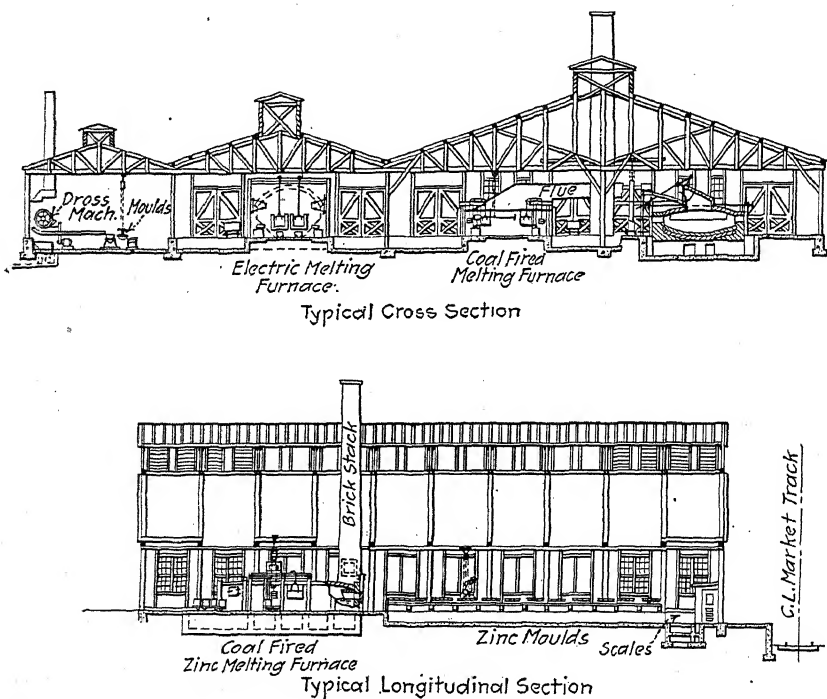 Dross
Mach.
Moulds
Flue
Electric Melting
Furnace.
Coal Fired
Melting Furnace
Typical Cross Section
Brick Stack
C.L. Market Track
Coal Fired
Zinc Melting Furnace
Zinc Moulds
Scales
Typical Longitudinal Section